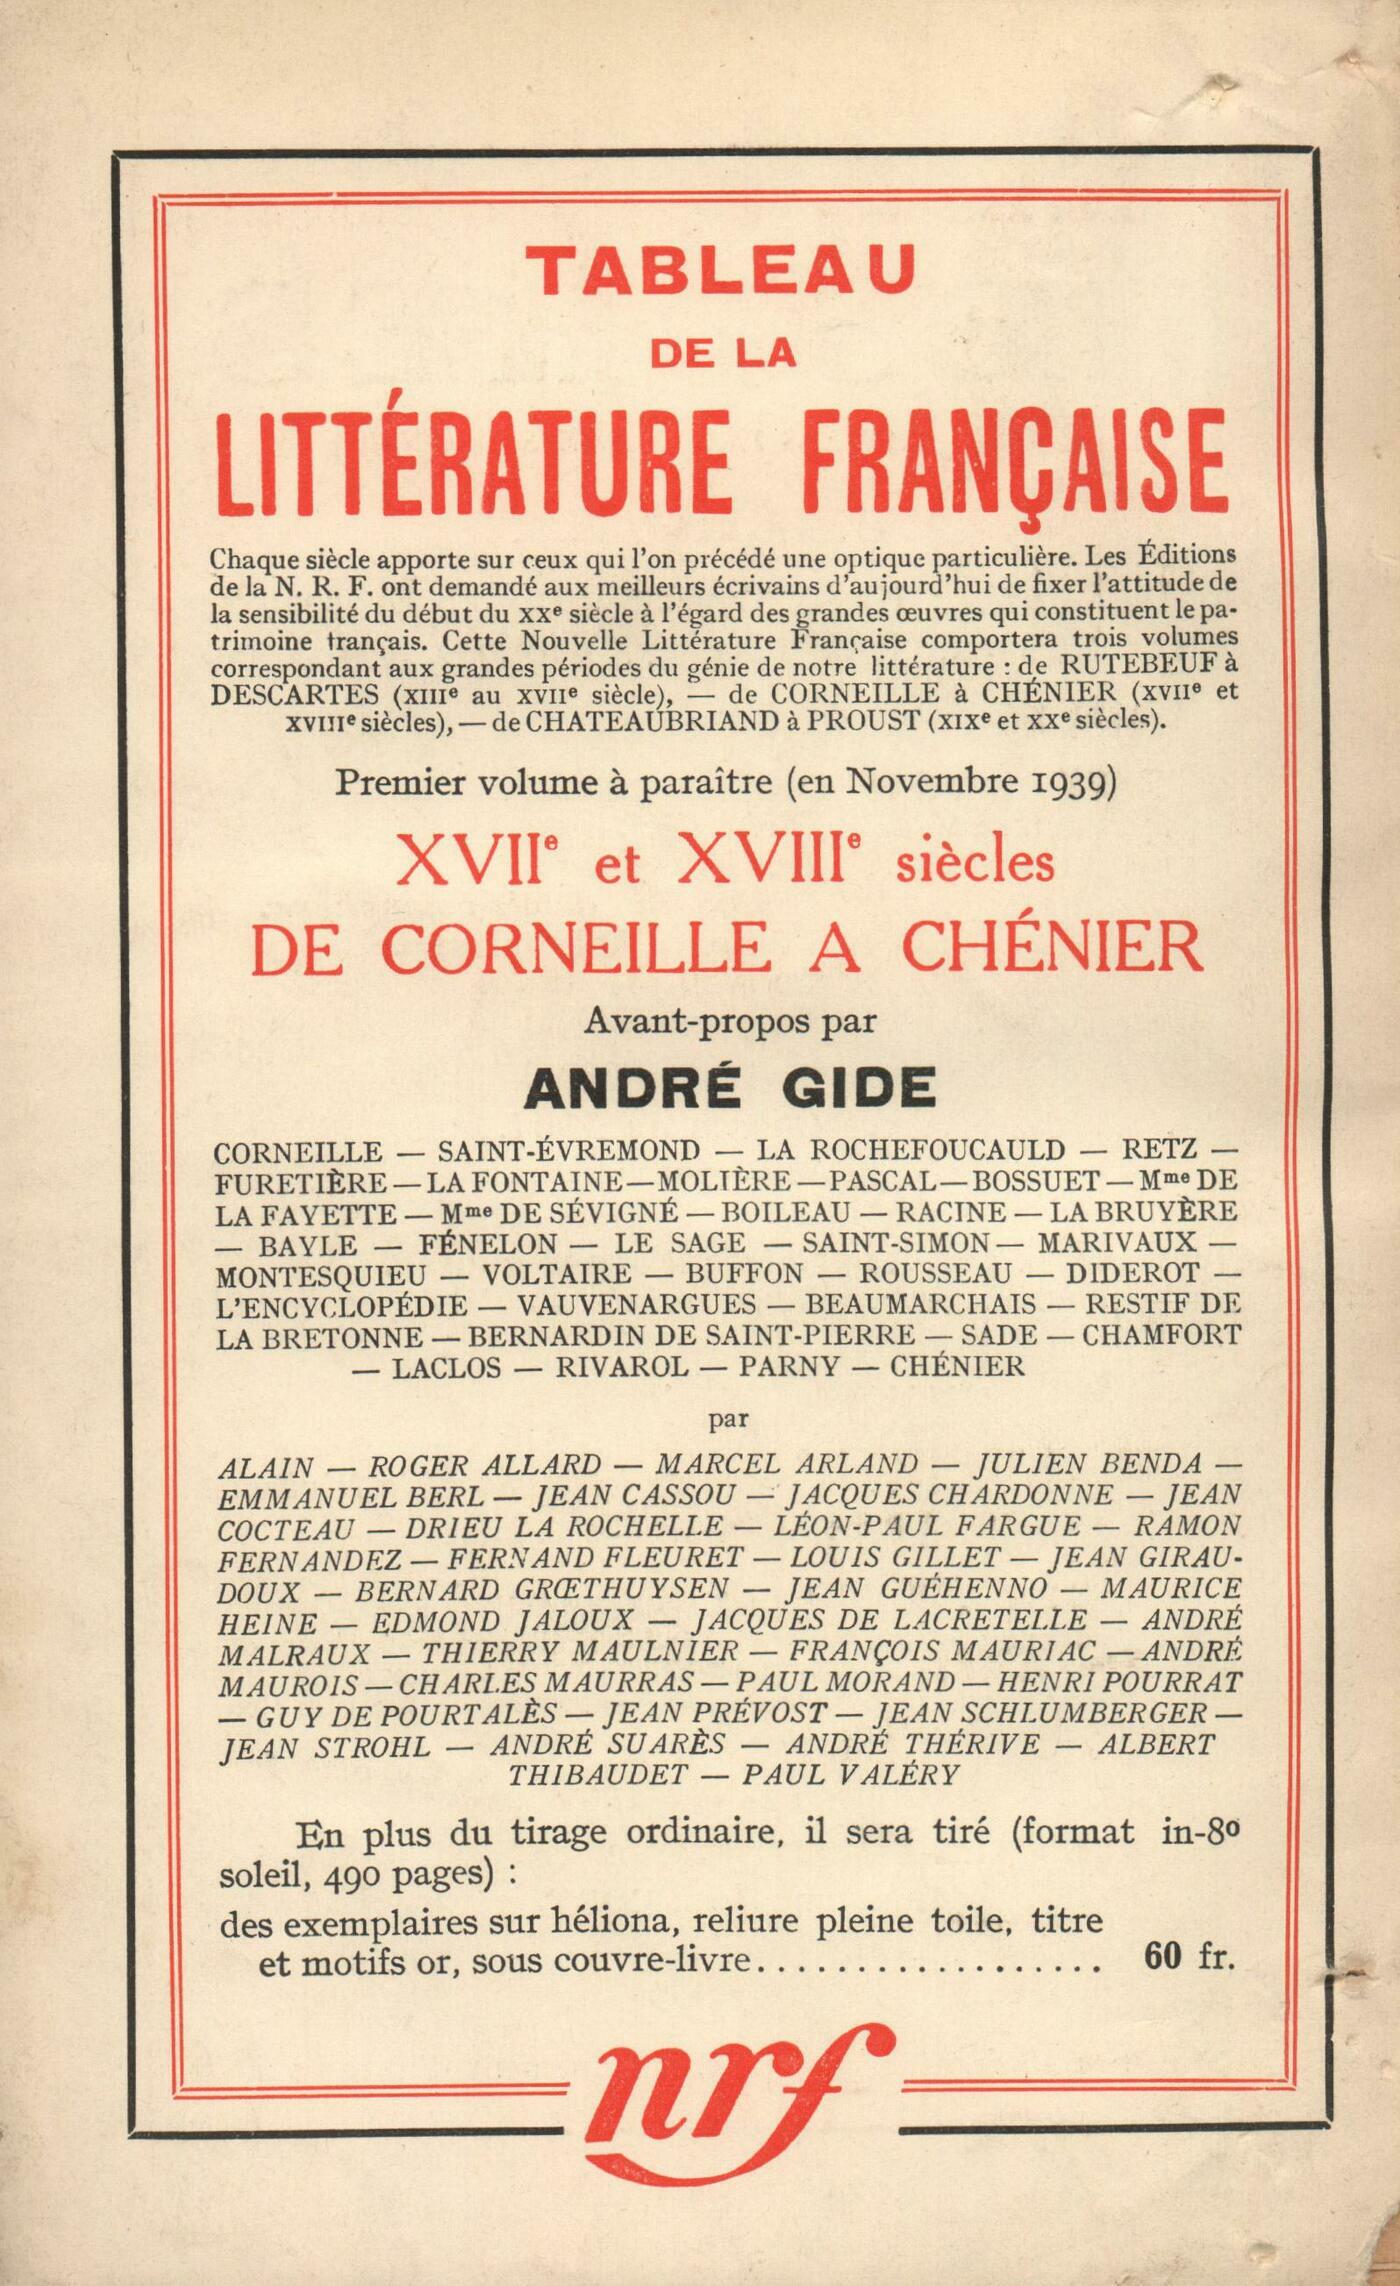 TABLEAU
DE LA
LITTÉRATURE FRANÇAISE
Chaque siècle apporte sur ceux qui l'on précédé une optique particulière. Les Éditions
de la N. R. F. ont demandé aux meilleurs écrivains d'aujourd'hui de fixer l'attitude de
la sensibilité du début du XXᵉ siècle à l'égard des grandes œuvres qui constituent le pa-
trimoine français. Cette Nouvelle Littérature Française comportera trois volumes
correspondant aux grandes périodes du génie de notre littérature : de RUTEBEUF à
DESCARTES (XIIIᵉ au XVIIᵉ siècle), — de CORNEILLE à CHÉNIER (XVIIᵉ et
XVIIIᵉ siècles), — de CHATEAUBRIAND à PROUST (XIXᵉ et XXᵉ siècles).
Premier volume à paraître (en Novembre 1939)
XVIIᵉ et XVIIIᵉ siècles
DE CORNEILLE A CHÉNIER
Avant-propos par
ANDRÉ GIDE
CORNEILLE — SAINT-ÉVREMOND — LA ROCHEFOUCAULD — RETZ —
FURETIÈRE — LA FONTAINE — MOLIÈRE — PASCAL — BOSSUET — Mᵐᵉ DE
LA FAYETTE — Mᵐᵉ DE SÉVIGNÉ — BOILEAU — RACINE — LA BRUYÈRE
— BAYLE — FÉNELON — LE SAGE — SAINT-SIMON — MARIVAUX —
MONTESQUIEU — VOLTAIRE — BUFFON — ROUSSEAU — DIDEROT —
L'ENCYCLOPÉDIE — VAUVENARGUES — BEAUMARCHAIS — RESTIF DE
LA BRETONNE — BERNARDIN DE SAINT-PIERRE — SADE — CHAMFORT
— LACLOS — RIVAROL — PARNY — CHÉNIER
par
ALAIN — ROGER ALLARD — MARCEL ARLAND — JULIEN BENDA —
EMMANUEL BERL — JEAN CASSOU — JACQUES CHARDONNE — JEAN
COCTEAU — DRIEU LA ROCHELLE — LÉON-PAUL FARGUE — RAMON
FERNANDEZ — FERNAND FLEURET — LOUIS GILLET — JEAN GIRAU-
DOUX — BERNARD GRŒTHUYSEN — JEAN GUÉHENNO — MAURICE
HEINE — EDMOND JALOUX — JACQUES DE LACRETELLE — ANDRÉ
MALRAUX — THIERRY MAULNIER — FRANÇOIS MAURIAC — ANDRÉ
MAUROIS — CHARLES MAURRAS — PAUL MORAND — HENRI POURRAT
— GUY DE POURTALÈS — JEAN PRÉVOST — JEAN SCHLUMBERGER —
JEAN STROHL — ANDRÉ SUARÈS — ANDRÉ THÉRIVE — ALBERT
THIBAUDET — PAUL VALÉRY
En plus du tirage ordinaire, il sera tiré (format in-8º
soleil, 490 pages) :
des exemplaires sur héliona, reliure pleine toile, titre
et motifs or, sous couvre-livre.................. 60 fr.
nrf